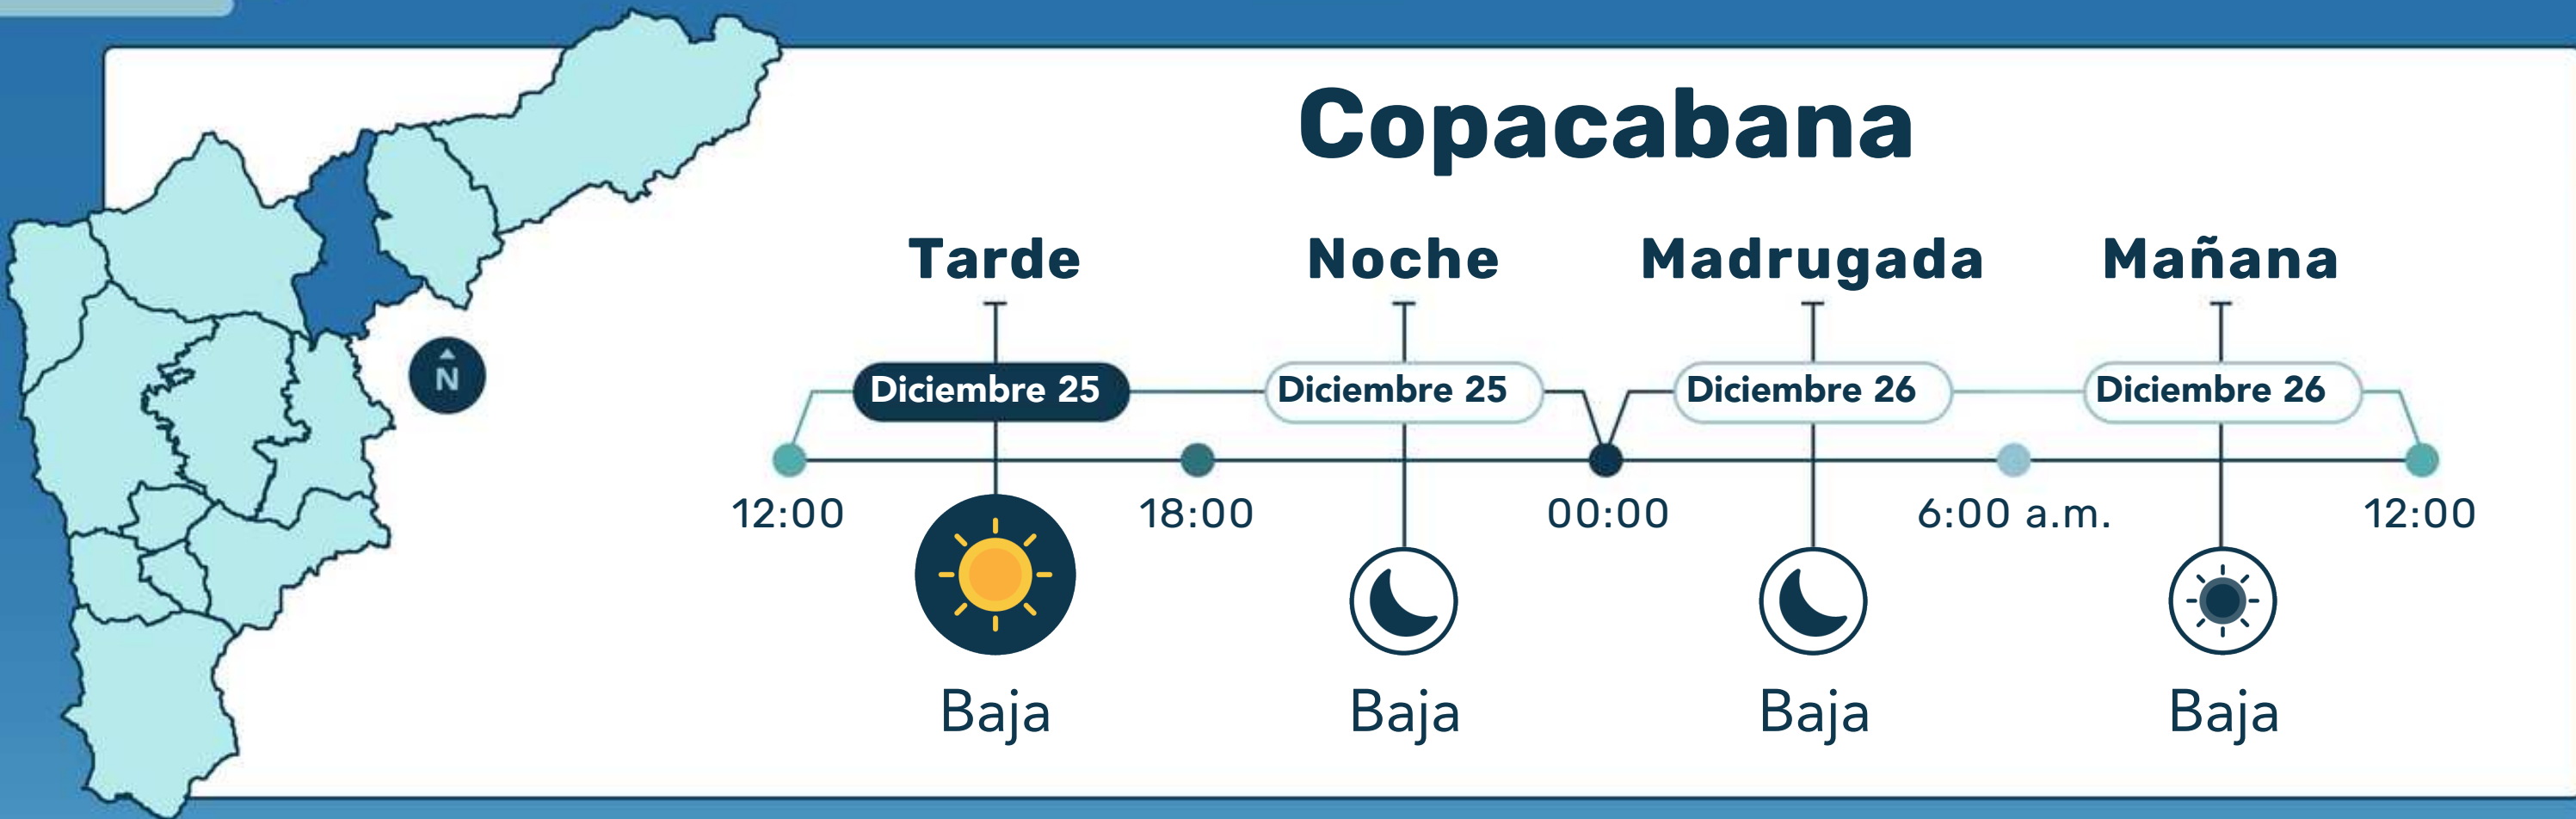 Copacabana
Tarde Noche Madrugada Mañana
Diciembre 25 Diciembre 25 Diciembre 26 Diciembre 26
N
12:00 18:00 00:00 6:00 a.m. 12:00
Baja Baja Baja Baja